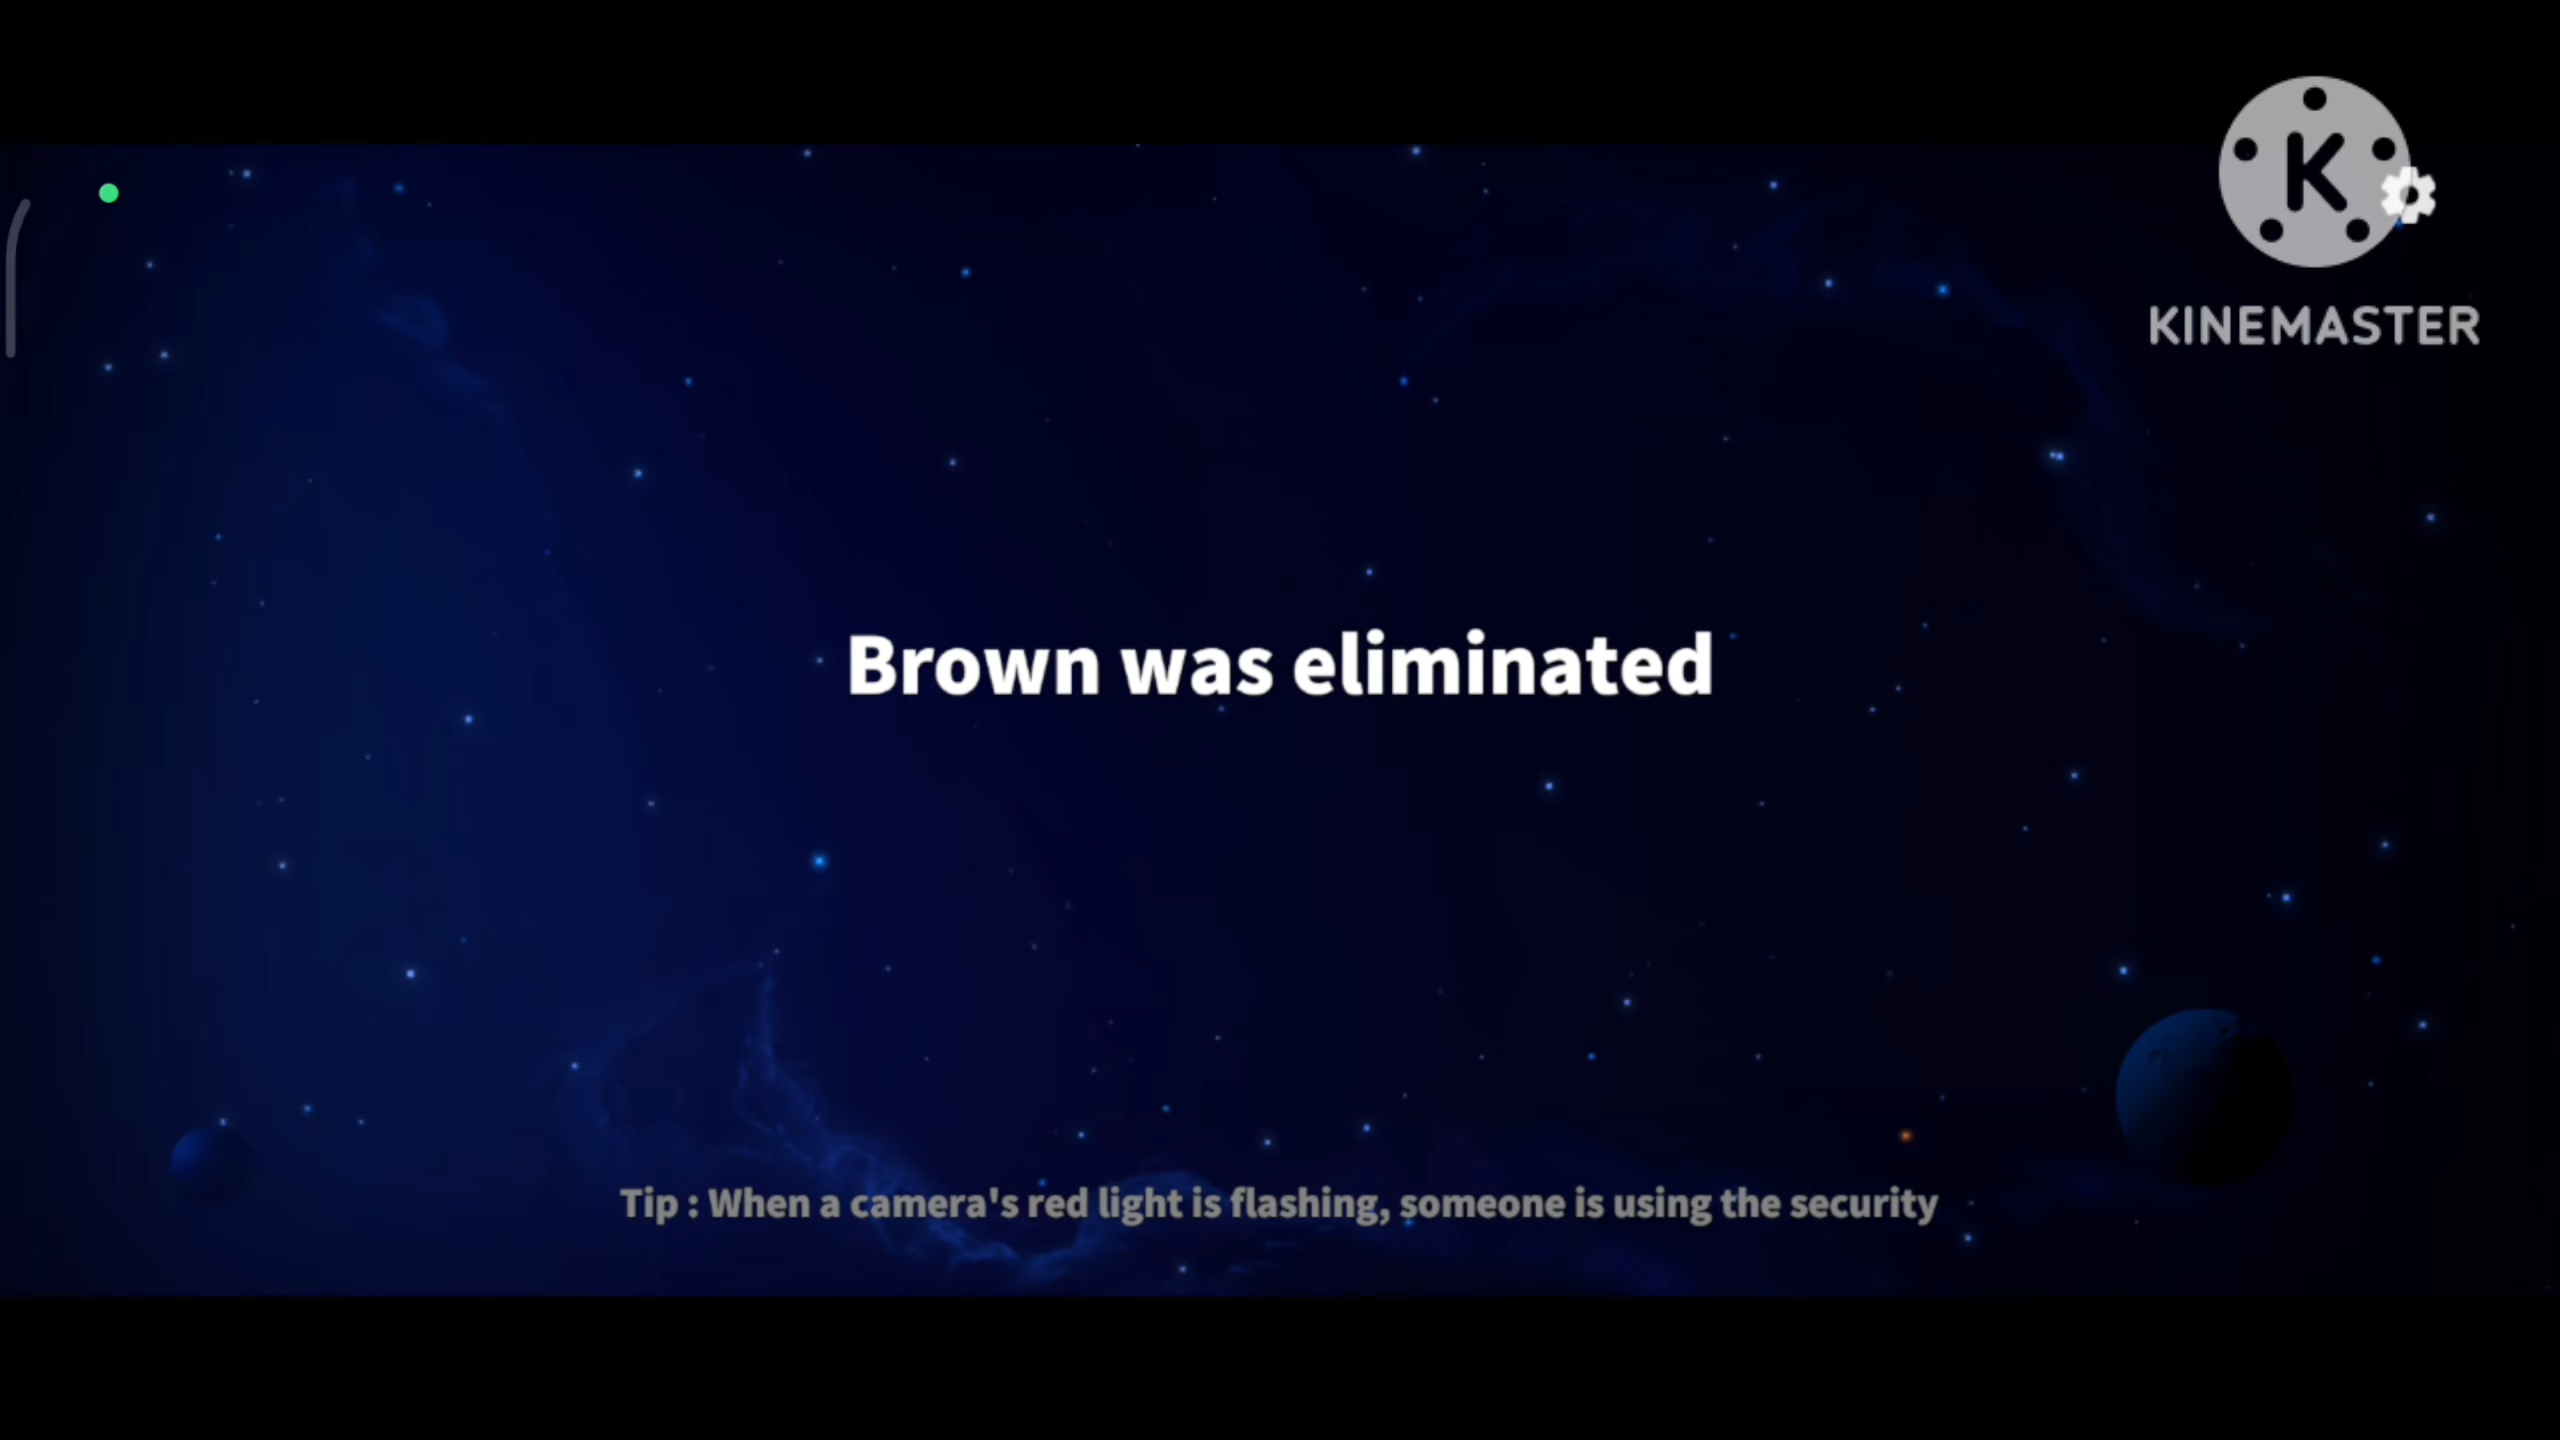 K
KINEMASTER
Brown was eliminated
Tip : When a camera's red light is flashing, someone is using the security